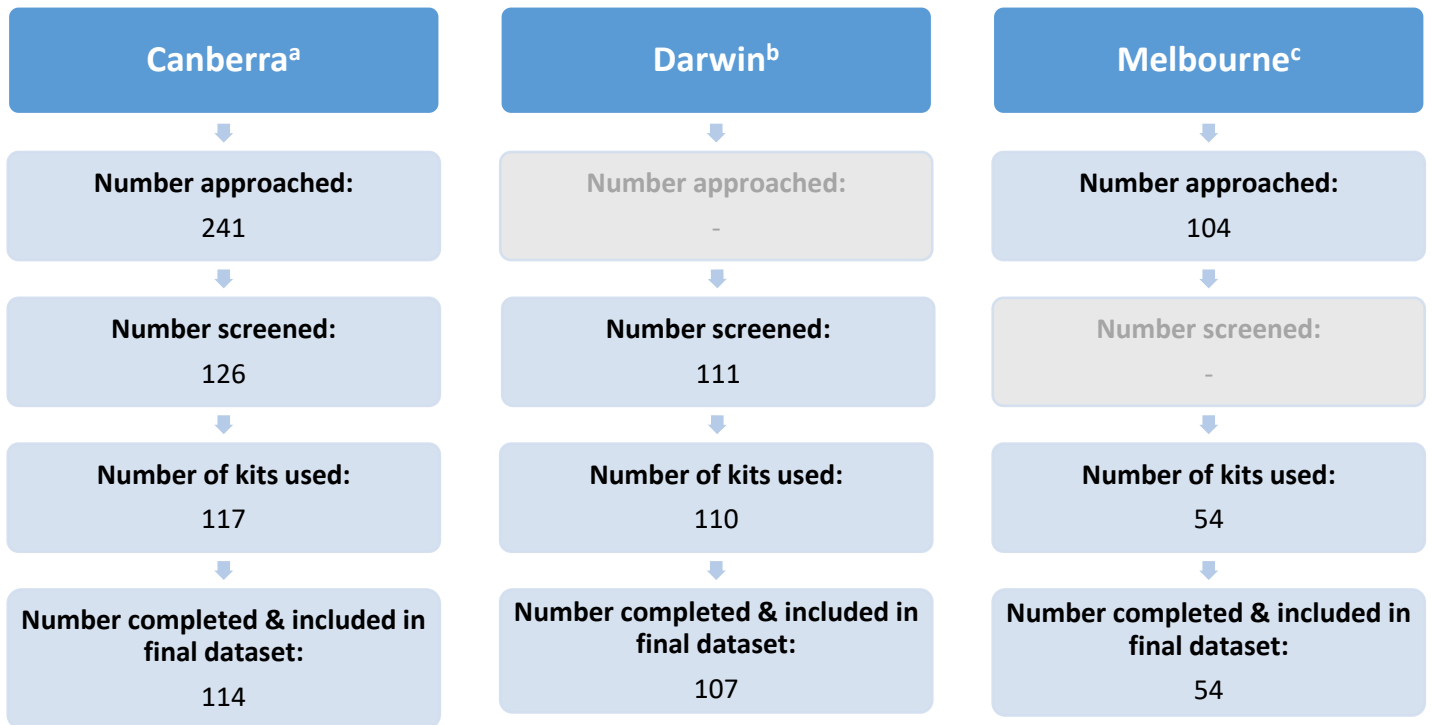 Canberraᵃ
Number approached:
241
Number screened:
126
Number of kits used:
117
Number completed & included in
final dataset:
114
Darwinᵇ
Number approached:
-
Number screened:
111
Number of kits used:
110
Number completed & included in
final dataset:
107
Melbourneᶜ
Number approached:
104
Number screened:
-
Number of kits used:
54
Number completed & included in
final dataset:
54